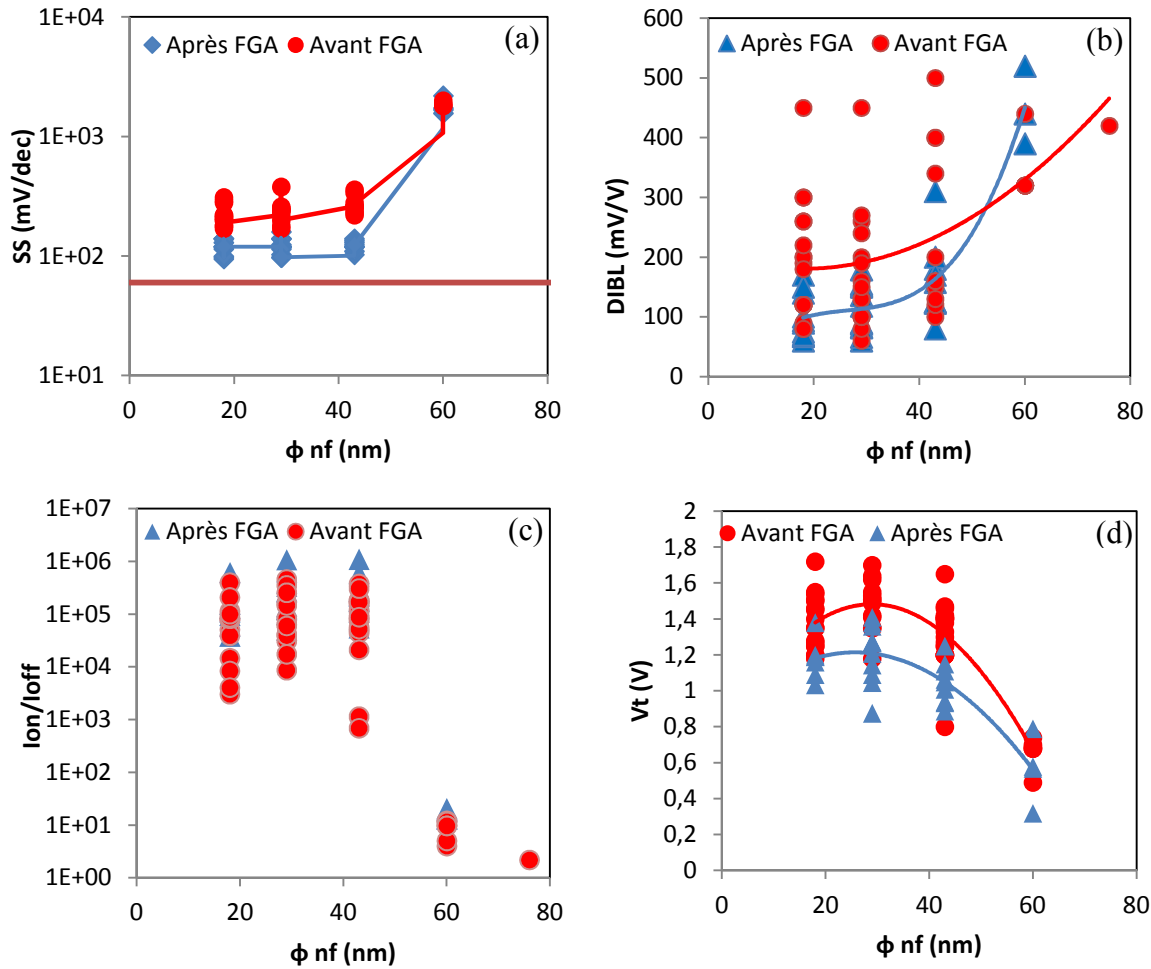 (a)
Après FGA Avant FGA
1E+04
1E+03
1E+02
1E+01
SS (mV/dec)
0 20 40 60 80
ϕ nf (nm)
(b)
Après FGA Avant FGA
600
500
400
300
200
100
0
DIBL (mV/V)
0 20 40 60 80
ϕ nf (nm)
(c)
Après FGA Avant FGA
1E+07
1E+06
1E+05
1E+04
1E+03
1E+02
1E+01
1E+00
Ion/Ioff
0 20 40 60 80
ϕ nf (nm)
(d)
Avant FGA Après FGA
2
1,8
1,6
1,4
1,2
1
0,8
0,6
0,4
0,2
0
Vt (V)
0 20 40 60 80
ϕ nf (nm)